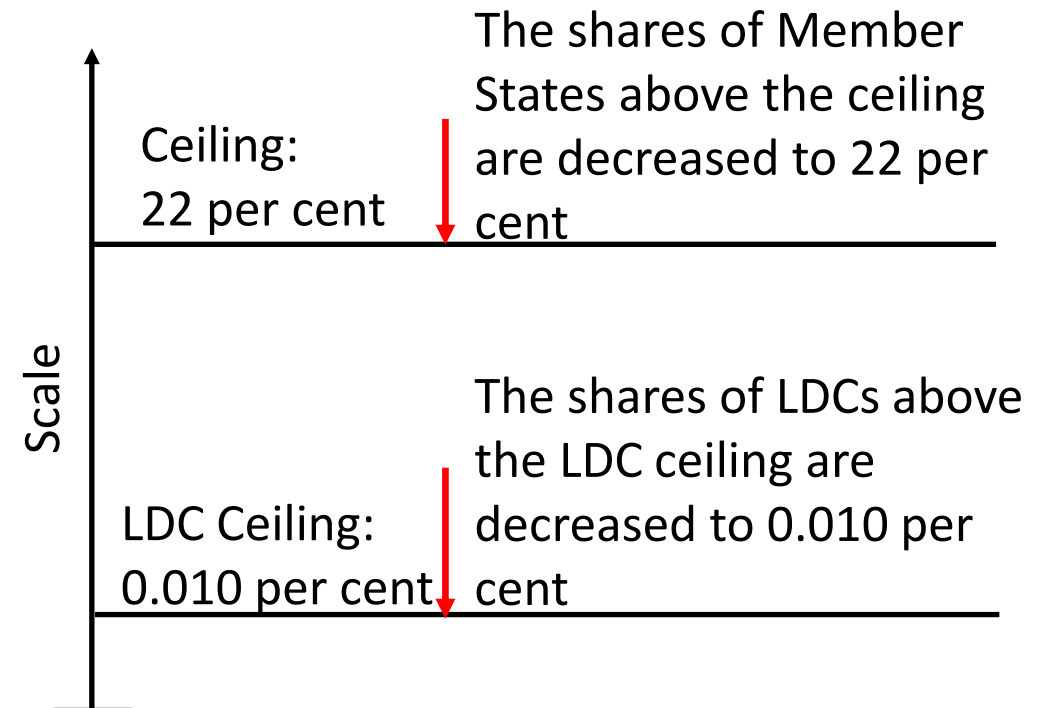 The shares of Member
States above the ceiling
are decreased to 22 per
cent
Ceiling:
22 per cent
Scale
The shares of LDCs above
the LDC ceiling are
decreased to 0.010 per
cent
LDC Ceiling:
0.010 per cent